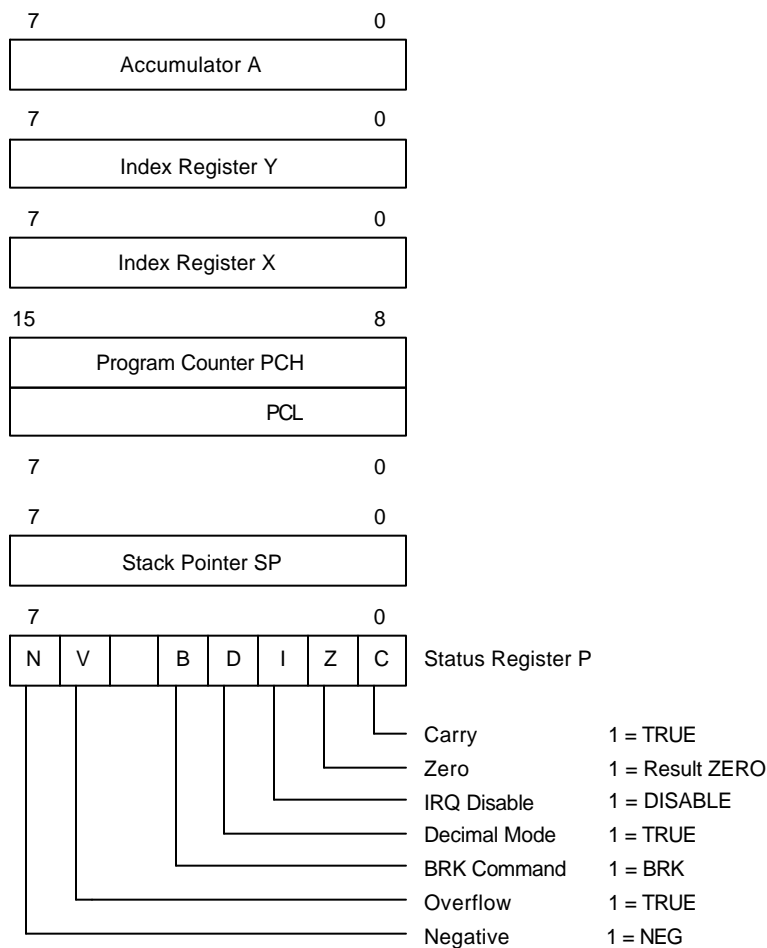 7 0
Accumulator A
7 0
Index Register Y
7 0
Index Register X
15 8
Program Counter PCH
PCL
7 0
7 0
Stack Pointer SP
7 0
N V B D I Z C Status Register P
Carry 1 = TRUE
Zero 1 = Result ZERO
IRQ Disable 1 = DISABLE
Decimal Mode 1 = TRUE
BRK Command 1 = BRK
Overflow 1 = TRUE
Negative 1 = NEG